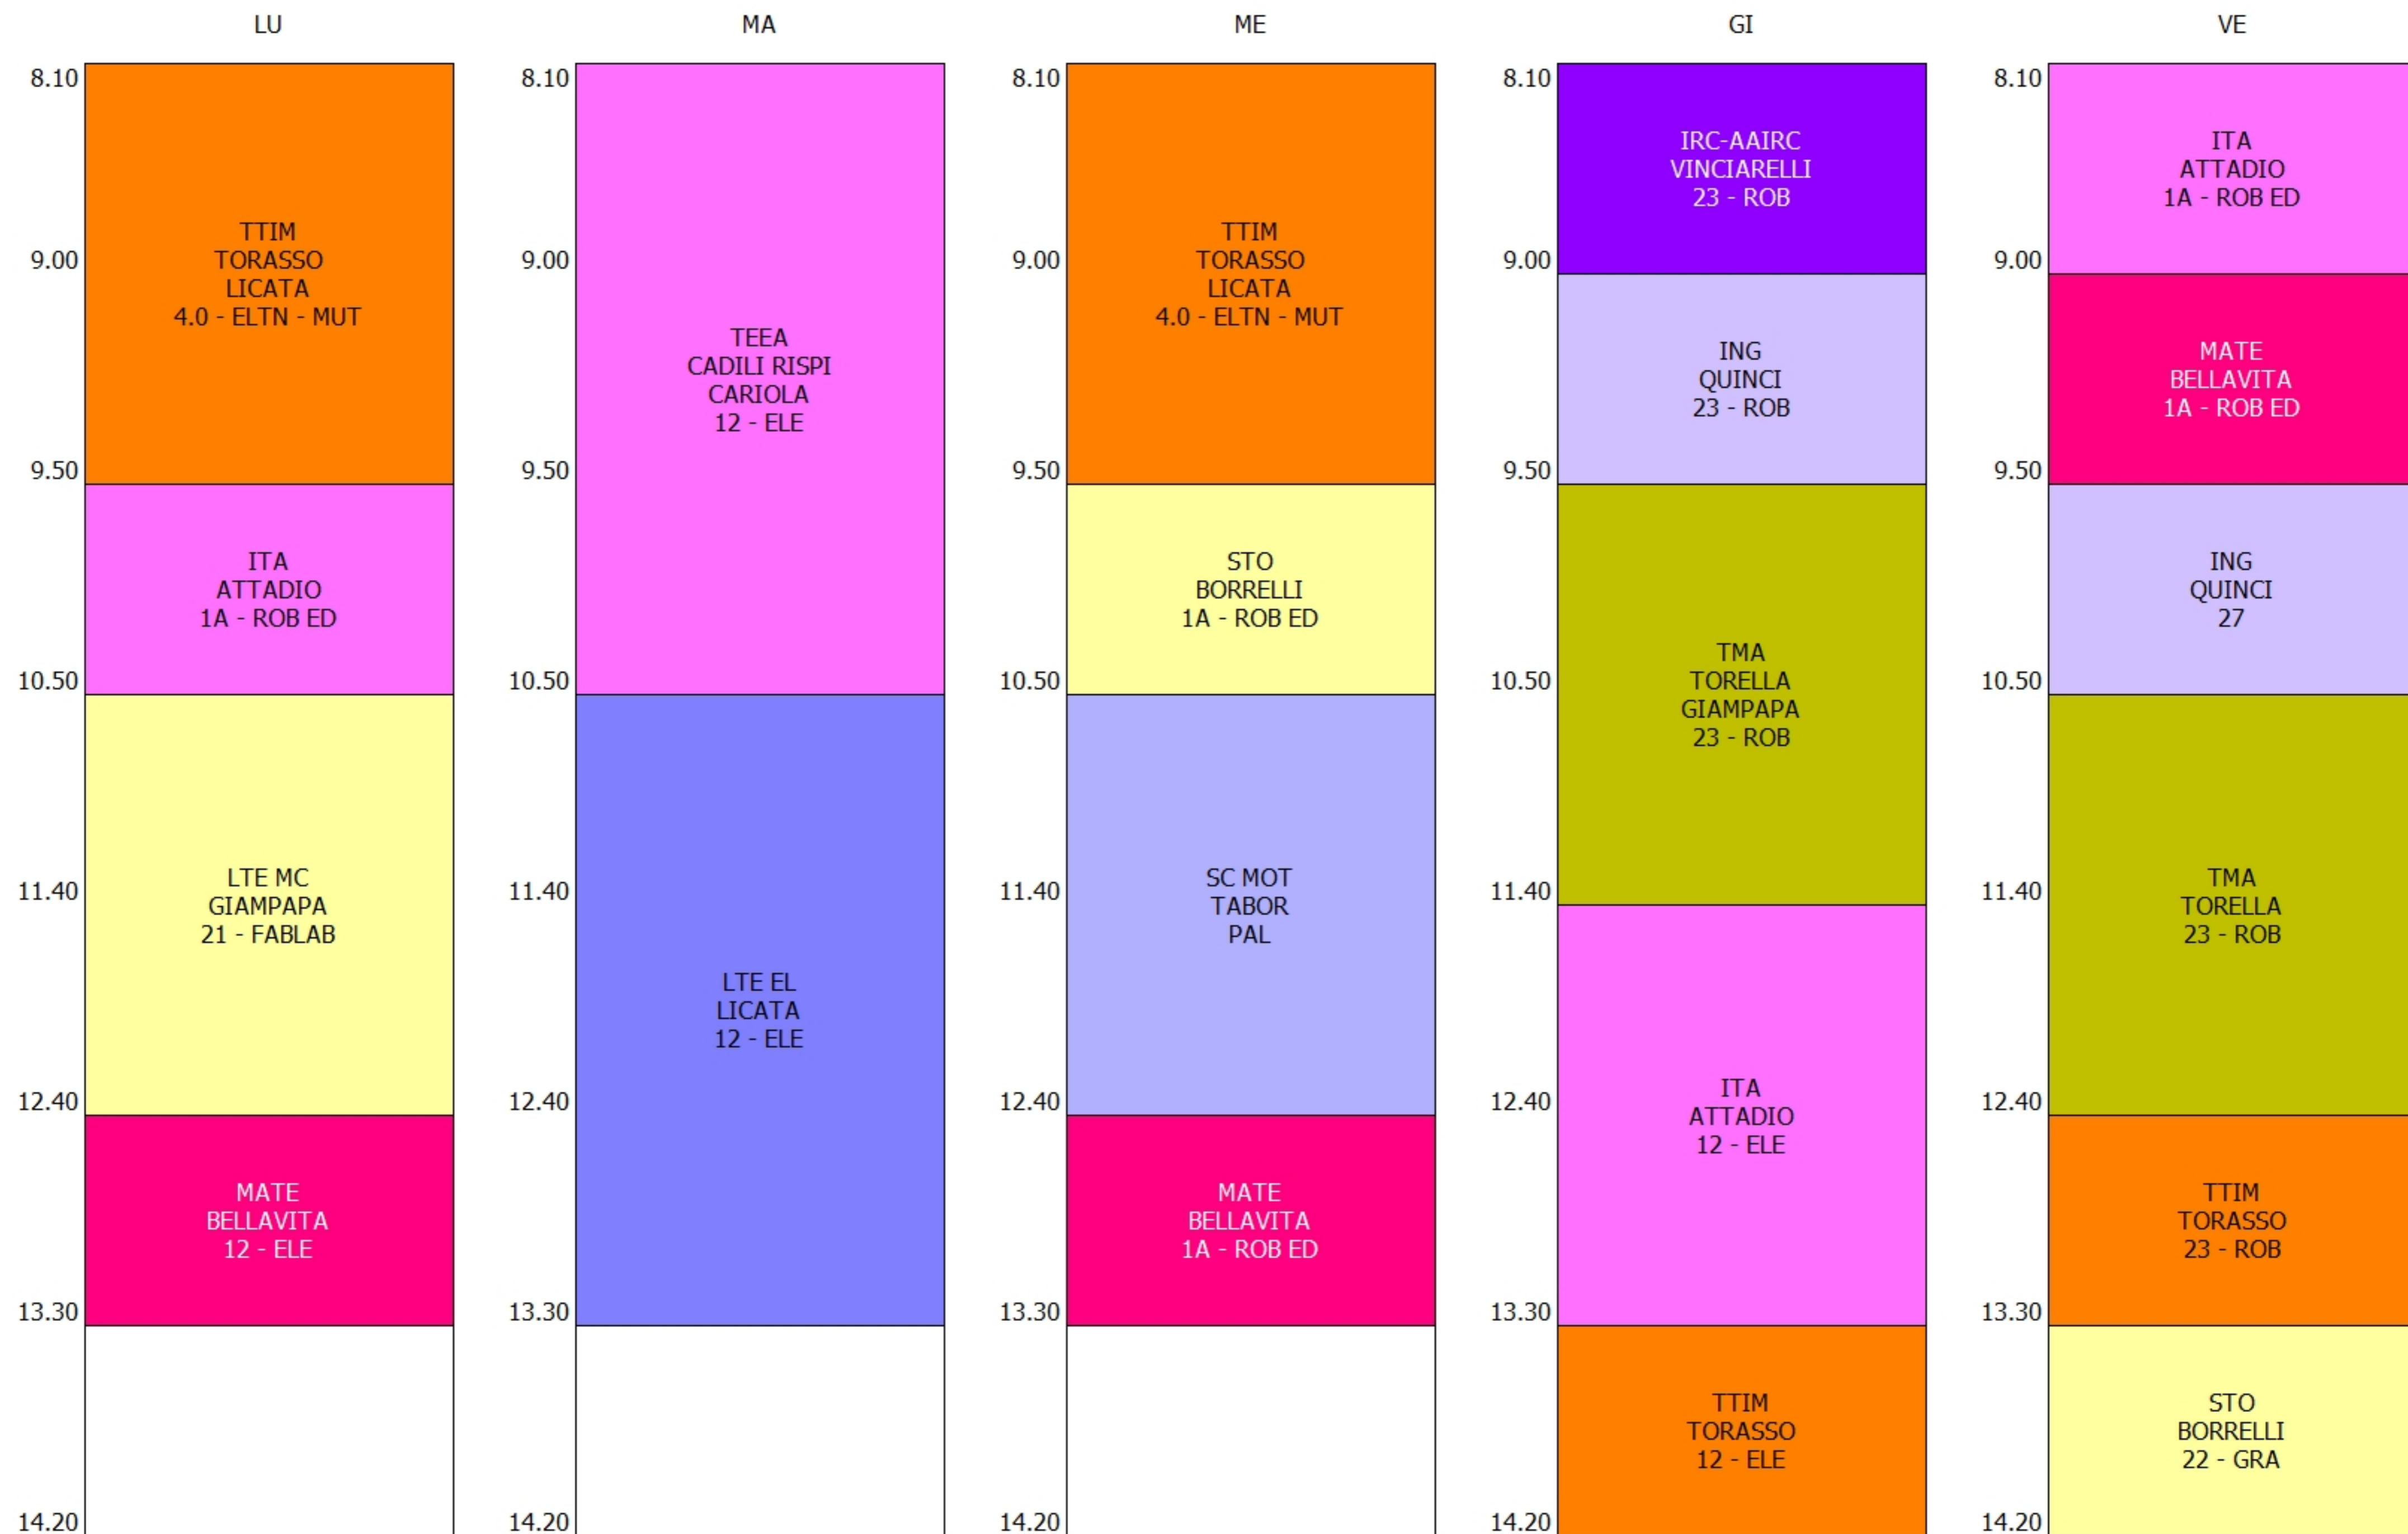 LU
MA
ME
GI
VE
8.10
9.00
9.50
10.50
11.40
12.40
13.30
14.20
TTIM
TORASSO
LICATA
4.0 - ELTN - MUT
ITA
ATTADIO
1A - ROB ED
LTE MC
GIAMPAPA
21 - FABLAB
MATE
BELLAVITA
12 - ELE
8.10
9.00
9.50
10.50
11.40
12.40
13.30
14.20
TEEA
CADILI RISPI
CARIOLA
12 - ELE
LTE EL
LICATA
12 - ELE
8.10
9.00
9.50
10.50
11.40
12.40
13.30
14.20
TTIM
TORASSO
LICATA
4.0 - ELTN - MUT
STO
BORRELLI
1A - ROB ED
SC MOT
TABOR
PAL
MATE
BELLAVITA
1A - ROB ED
8.10
9.00
9.50
10.50
11.40
12.40
13.30
14.20
IRC-AAIRC
VINCIARELLI
23 - ROB
ING
QUINCI
23 - ROB
TMA
TORELLA
GIAMPAPA
23 - ROB
ITA
ATTADIO
12 - ELE
TTIM
TORASSO
12 - ELE
8.10
9.00
9.50
10.50
11.40
12.40
13.30
14.20
ITA
ATTADIO
1A - ROB ED
MATE
BELLAVITA
1A - ROB ED
ING
QUINCI
27
TMA
TORELLA
23 - ROB
TTIM
TORASSO
23 - ROB
STO
BORRELLI
22 - GRA